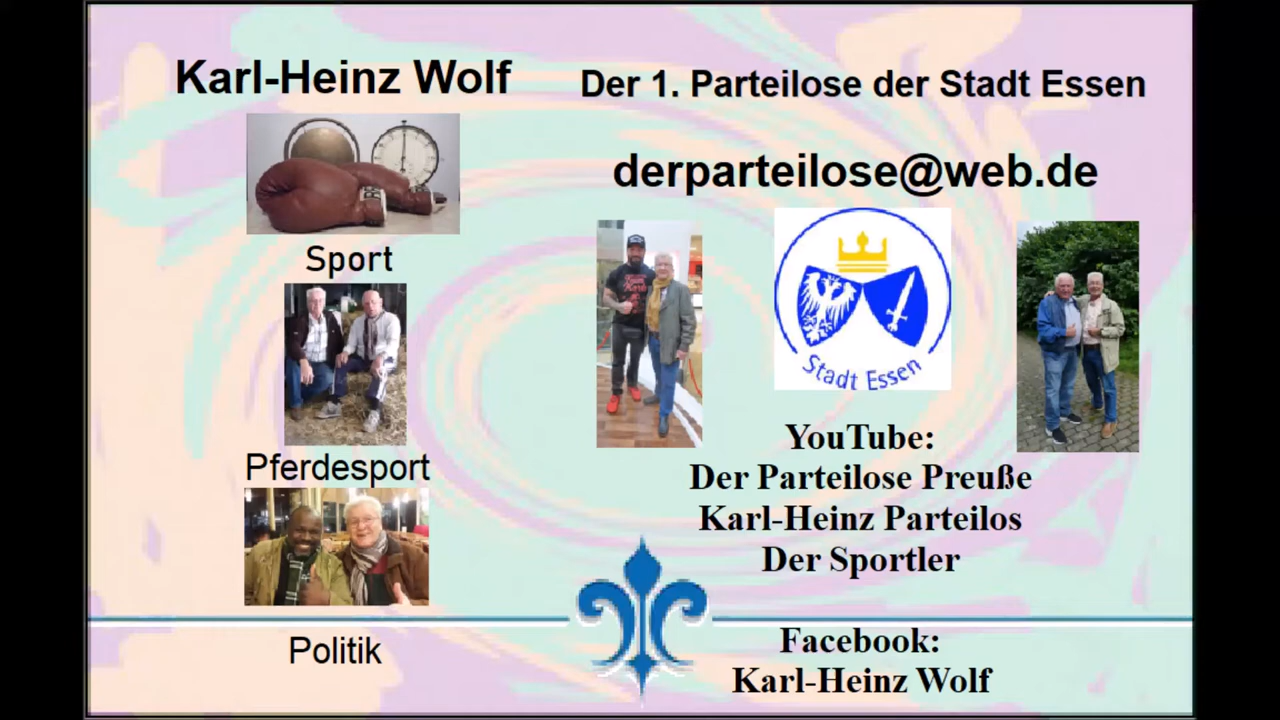 Karl-Heinz Wolf
Der 1. Parteilose der Stadt Essen
derparteilose@web.de
Sport
Pferdesport
Politik
Stadt Essen
YouTube:
Der Parteilose Preuße
Karl-Heinz Parteilos
Der Sportler
Facebook:
Karl-Heinz Wolf